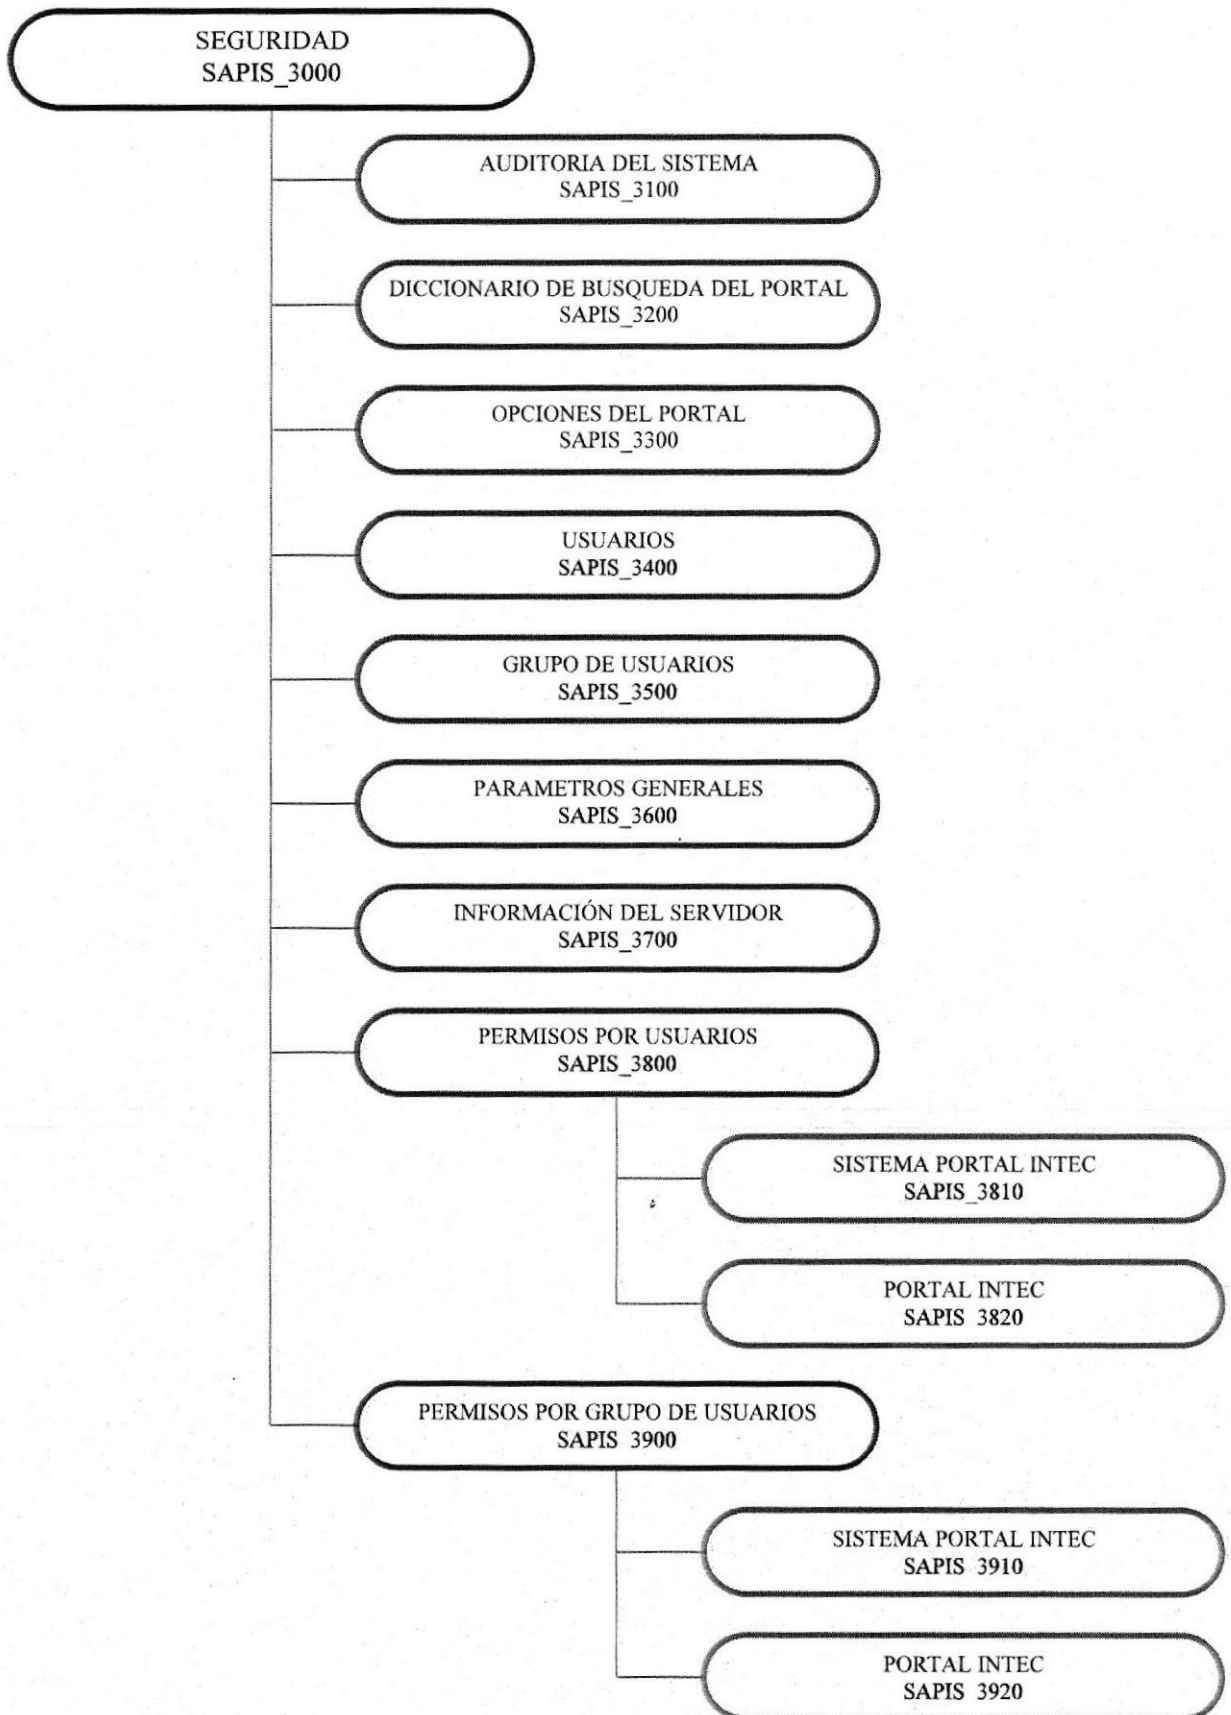 SEGURIDAD
SAPIS_3000
AUDITORIA DEL SISTEMA
SAPIS_3100
DICCIONARIO DE BUSQUEDA DEL PORTAL
SAPIS_3200
OPCIONES DEL PORTAL
SAPIS_3300
USUARIOS
SAPIS_3400
GRUPO DE USUARIOS
SAPIS_3500
PARAMETROS GENERALES
SAPIS_3600
INFORMACIÓN DEL SERVIDOR
SAPIS_3700
PERMISOS POR USUARIOS
SAPIS_3800
SISTEMA PORTAL INTEC
SAPIS_3810
PORTAL INTEC
SAPIS 3820
PERMISOS POR GRUPO DE USUARIOS
SAPIS 3900
SISTEMA PORTAL INTEC
SAPIS 3910
PORTAL INTEC
SAPIS 3920